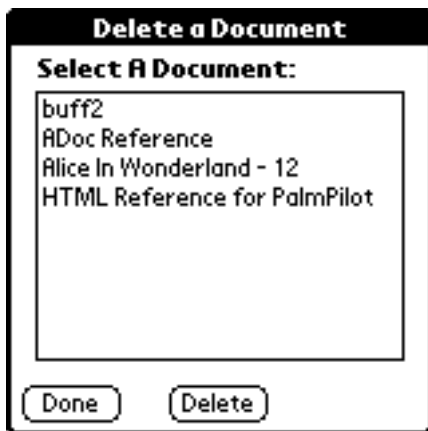 Delete a Document
Select A Document:
buff2
ADoc Reference
Alice In Wonderland - 12
HTML Reference for PalmPilot
Done
Delete